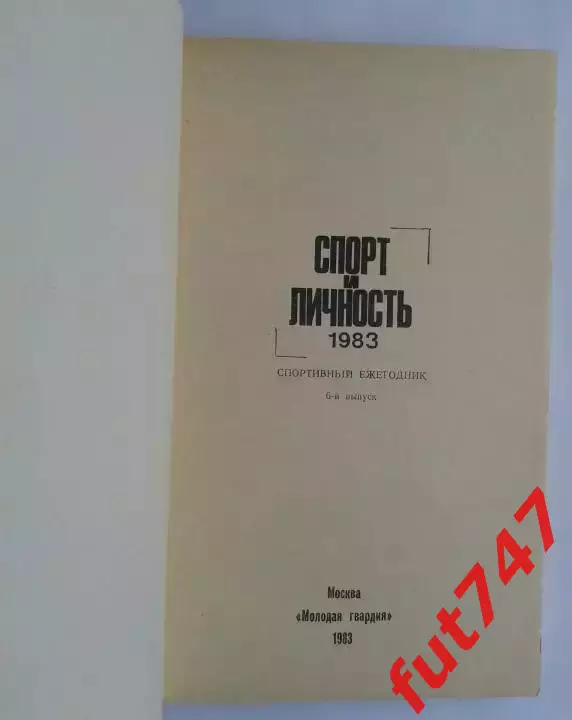 СПОРТ
И
ЛИЧНОСТЬ
1983
СПОРТИВНЫЙ ЕЖЕГОДНИК
6-й выпуск
Москва
«Молодая гвардия»
1983
fut747